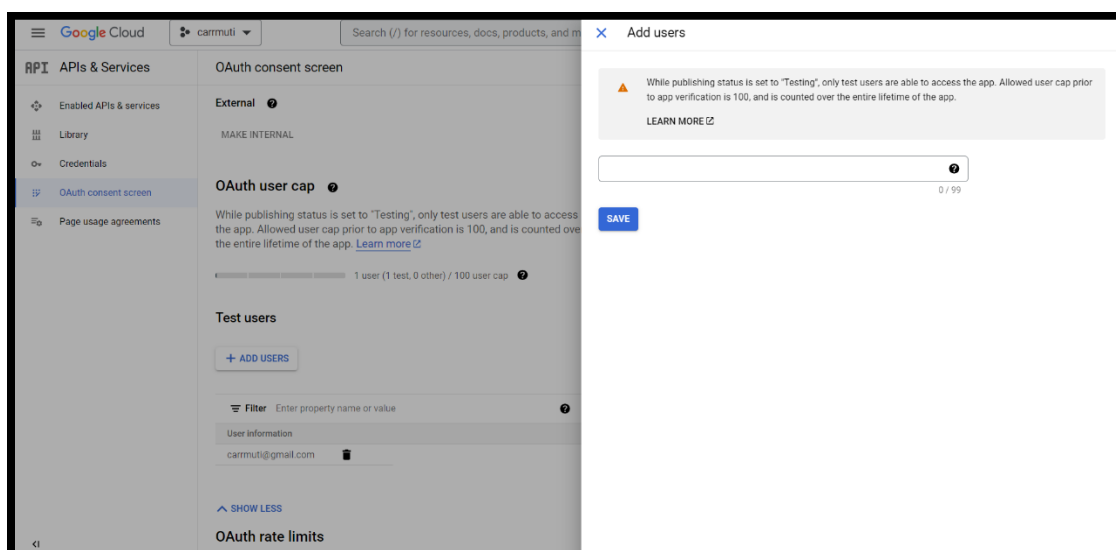 Google Cloud
carrmuti
Search (/) for resources, docs, products, and m
API APIs & Services
Enabled APIs & services
Library
Credentials
OAuth consent screen
Page usage agreements
OAuth consent screen
External
MAKE INTERNAL
OAuth user cap
While publishing status is set to "Testing", only test users are able to access
the app. Allowed user cap prior to app verification is 100, and is counted ove
the entire lifetime of the app. Learn more
1 user (1 test, 0 other) / 100 user cap
Test users
+ ADD USERS
Filter Enter property name or value
User information
carrmuti@gmail.com
SHOW LESS
OAuth rate limits
Add users
While publishing status is set to "Testing", only test users are able to access the app. Allowed user cap prior
to app verification is 100, and is counted over the entire lifetime of the app.
LEARN MORE
0 / 99
SAVE